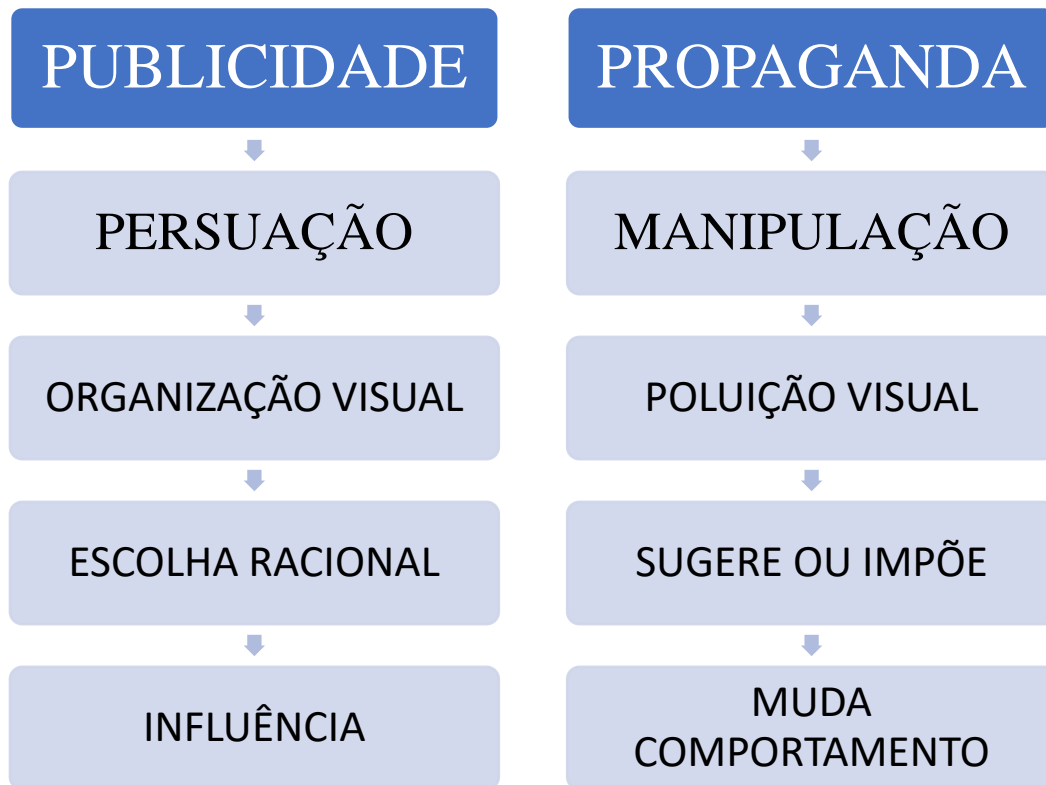 PUBLICIDADE
PERSUAÇÃO
ORGANIZAÇÃO VISUAL
ESCOLHA RACIONAL
INFLUÊNCIA
PROPAGANDA
MANIPULAÇÃO
POLUIÇÃO VISUAL
SUGERE OU IMPÕE
MUDA
COMPORTAMENTO